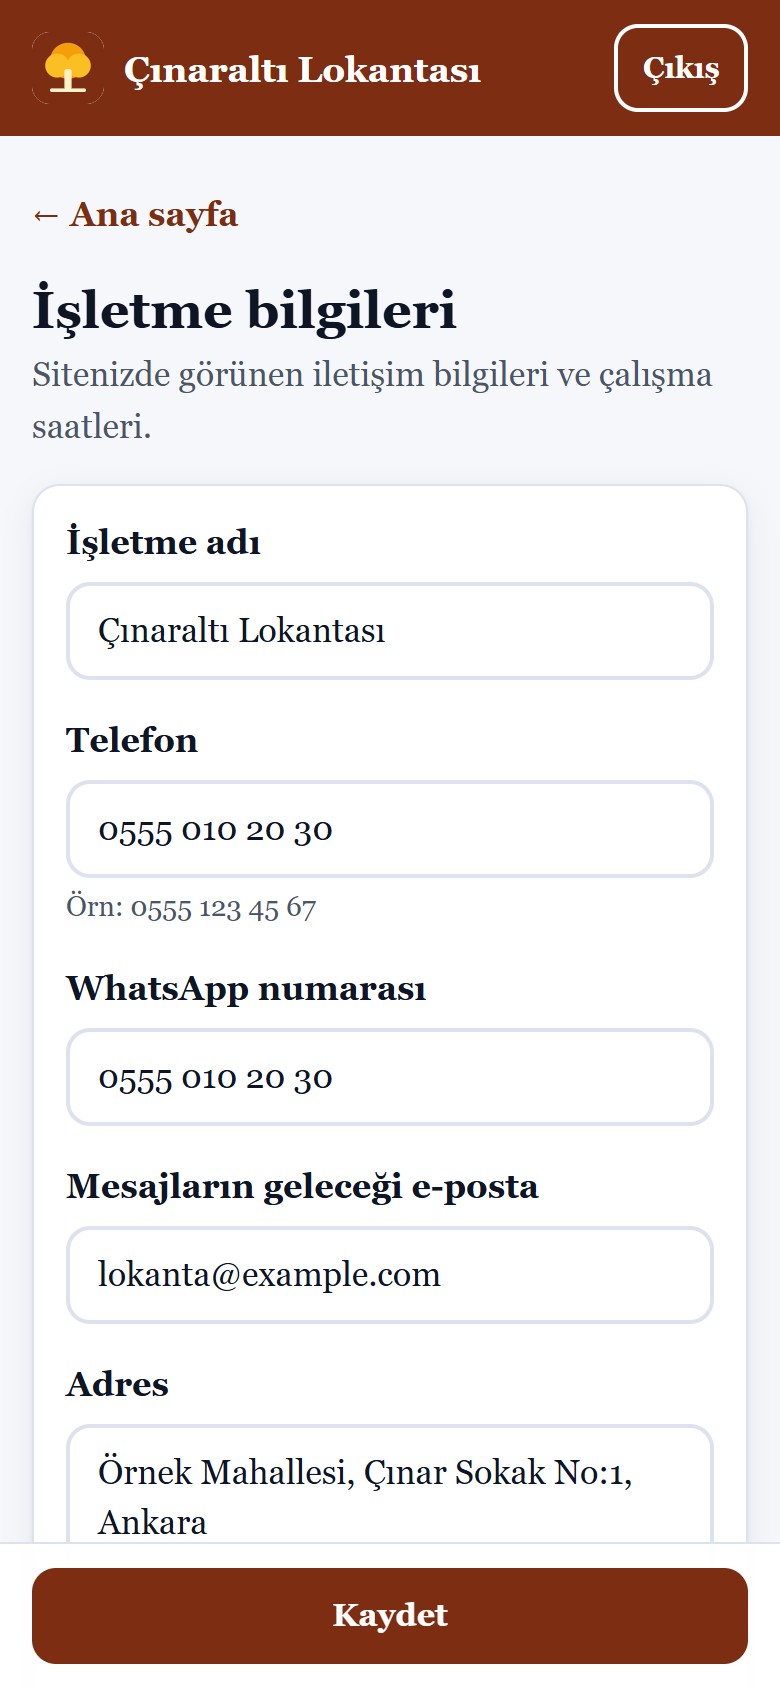 Çınaraltı Lokantası
Çıkış
← Ana sayfa
İşletme bilgileri
Sitenizde görünen iletişim bilgileri ve çalışma
saatleri.
İşletme adı
Çınaraltı Lokantası
Telefon
0555 010 20 30
Örn: 0555 123 45 67
WhatsApp numarası
0555 010 20 30
Mesajların geleceği e-posta
lokanta@example.com
Adres
Örnek Mahallesi, Çınar Sokak No:1,
Ankara
Kaydet